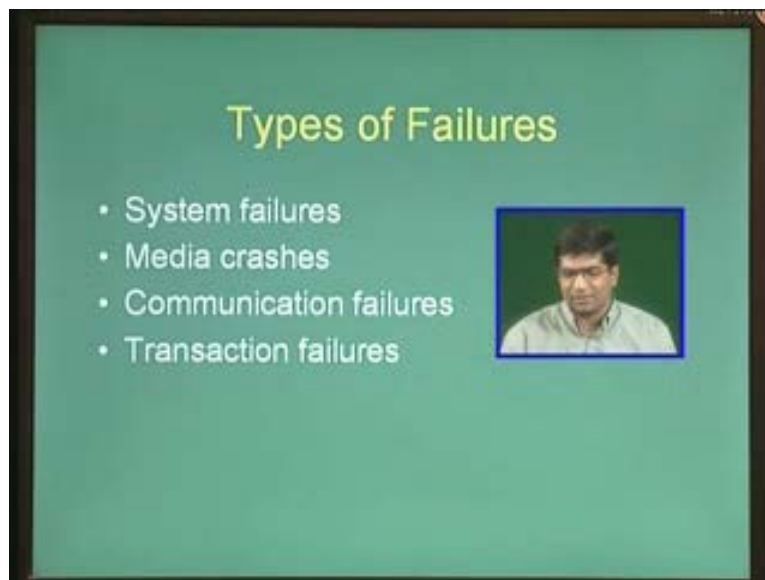 Types of Failures
• System failures
• Media crashes
• Communication failures
• Transaction failures